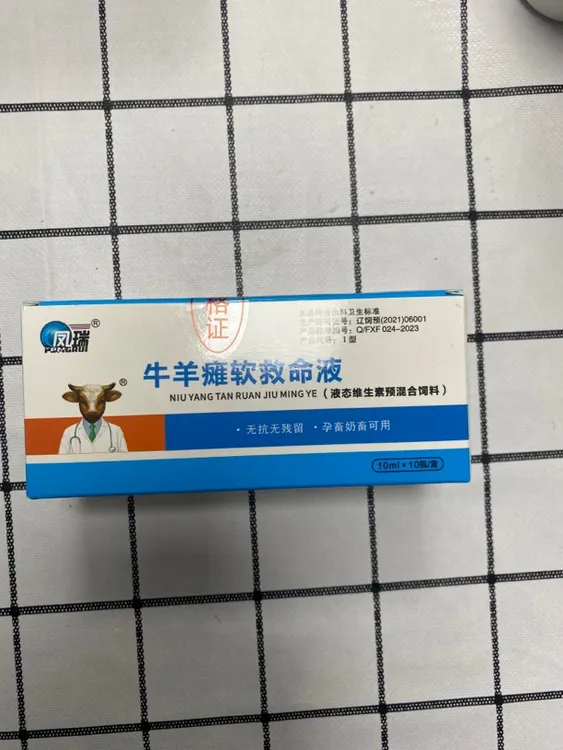 凤瑞®
FENGRUI
格
证
本品符合饲料卫生标准
生产许可证号：辽饲预(2021)06001
产品标准编号：Q/FXF 024-2023
产品代号：I型
牛羊瘫软救命液
®
NIU YANG TAN RUAN JIU MING YE（液态维生素预混合饲料）
·无抗无残留 ·孕畜奶畜可用
10ml×10瓶/盒